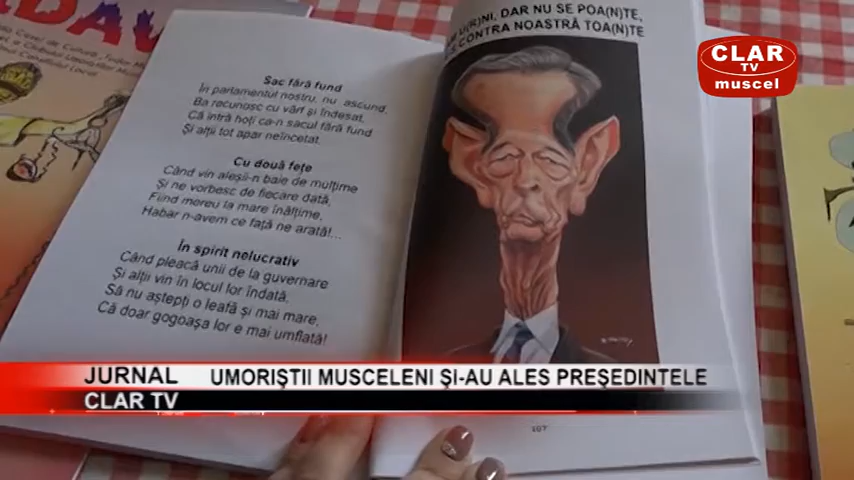 CLAR
TV
muscel
Sac fără fund
În parlamentul nostru, nu ascund,
Ba recunosc cu vârf și îndesat,
Că intră hoți ca-n sacul fără fund
Și alții tot apar neîncetat.
Cu două fețe
Când vin aleșii-n baie de mulțime
Și ne vorbesc de fiecare dată,
Fiind mereu la mare înălțime,
Habar n-avem ce față ne arată!...
În spirit nelucrativ
Când pleacă unii de la guvernare
Și alții vin în locul lor îndată,
Să nu aștepți o leafă și mai mare,
Că doar gogoașa lor e mai umflată!
NI, DAR NU SE POA(N)TE,
CONTRA NOASTRĂ TOA(N)TE
JURNAL
UMORIȘTII MUSCELENI ȘI-AU ALES PREȘEDINTELE
CLAR TV
107